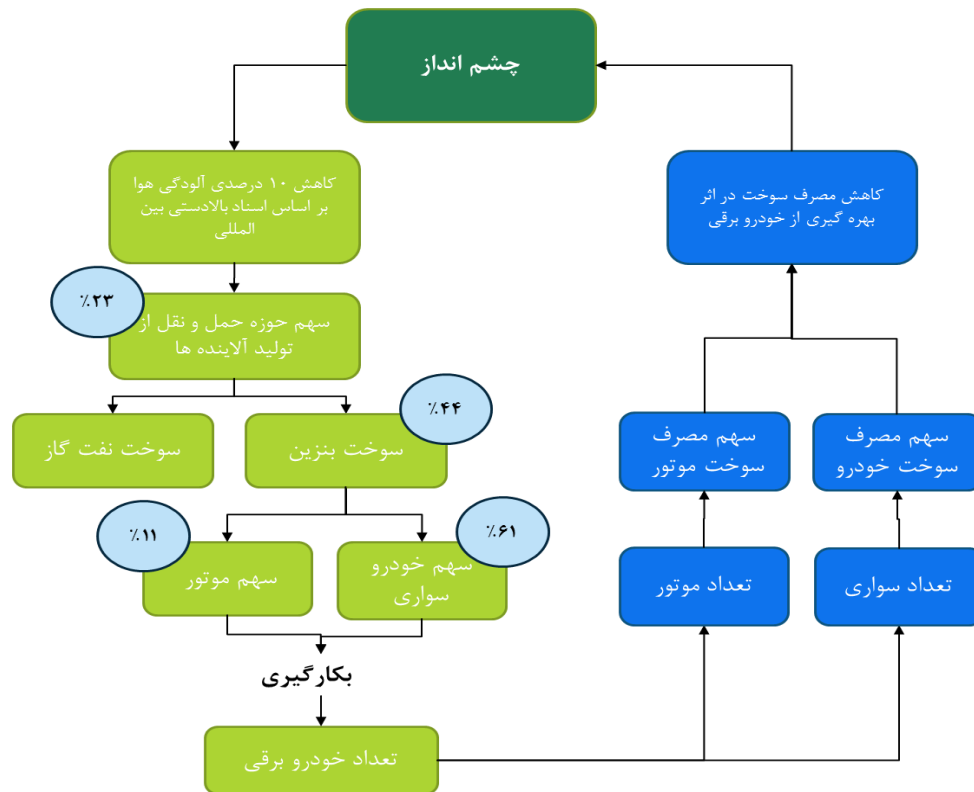 چشم انداز
کاهش ۱۰ درصدی آلودگی هوا
بر اساس اسناد بالادستی بین
المللی
کاهش مصرف سوخت در اثر
بهره گیری از خودرو برقی
٪۲۳
سهم حوزه حمل و نقل از
تولید آلاینده ها
٪۴۴
سوخت بنزین
سوخت نفت گاز
سهم مصرف
سوخت خودرو
سهم مصرف
سوخت موتور
٪۶۱
سهم خودرو
سواری
٪۱۱
سهم موتور
تعداد سواری
تعداد موتور
بکارگیری
تعداد خودرو برقی